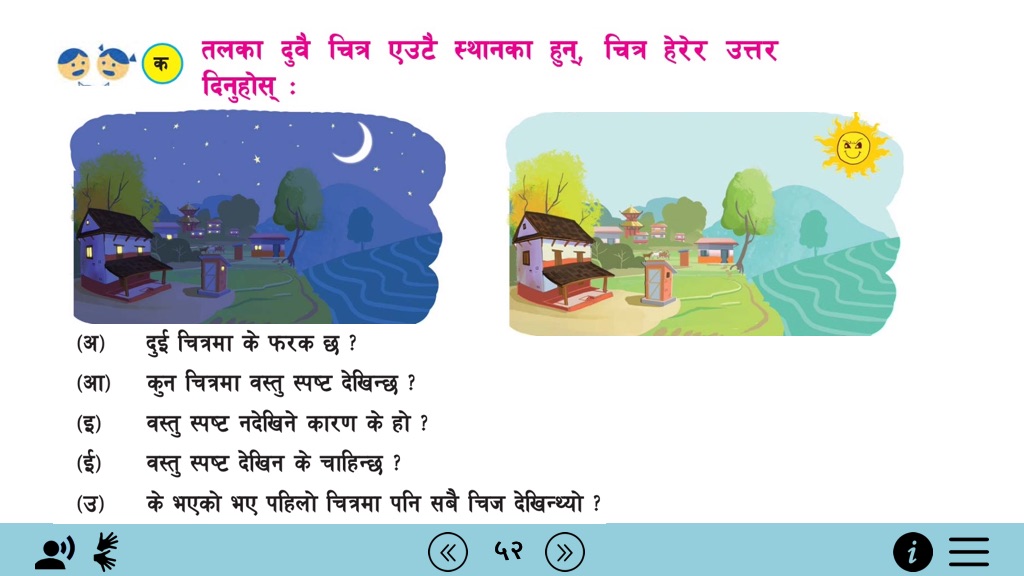 क तलका दुवै चित्र एउटै स्थानका हुन्, चित्र हेरेर उत्तर
दिनुहोस् :
(अ) दुई चित्रमा के फरक छ ?
(आ) कुन चित्रमा वस्तु स्पष्ट देखिन्छ ?
(इ) वस्तु स्पष्ट नदेखिने कारण के हो ?
(ई) वस्तु स्पष्ट देखिन के चाहिन्छ ?
(उ) के भएको भए पहिलो चित्रमा पनि सबै चिज देखिन्थ्यो ?
५२